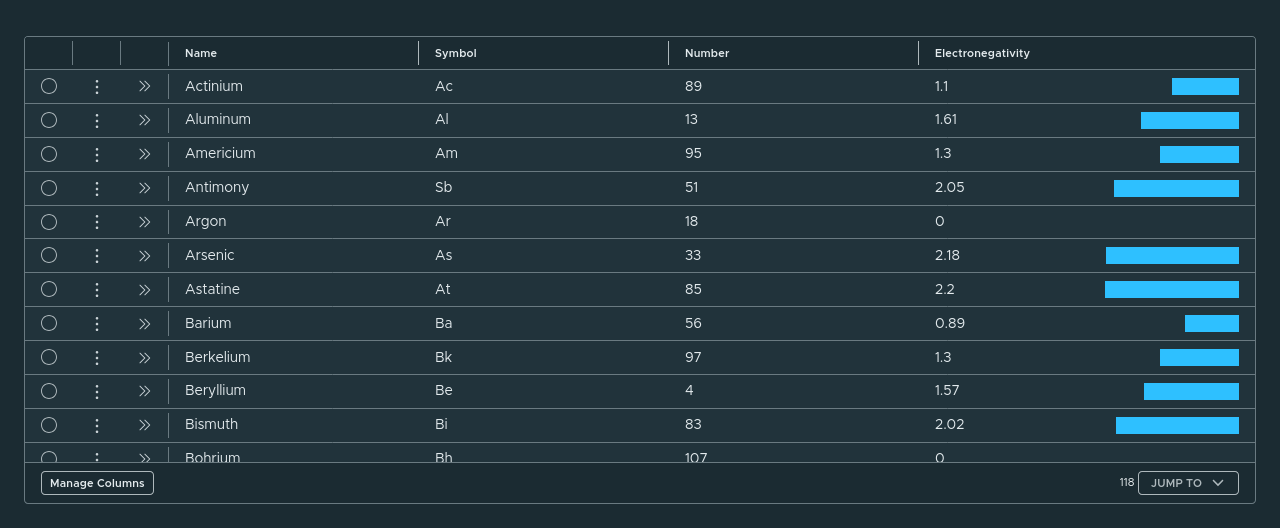 Name Symbol Number Electronegativity
Actinium Ac 89 1.1
Aluminum Al 13 1.61
Americium Am 95 1.3
Antimony Sb 51 2.05
Argon Ar 18 0
Arsenic As 33 2.18
Astatine At 85 2.2
Barium Ba 56 0.89
Berkelium Bk 97 1.3
Beryllium Be 4 1.57
Bismuth Bi 83 2.02
Bohrium Bh 107 0
Manage Columns 118 JUMP TO